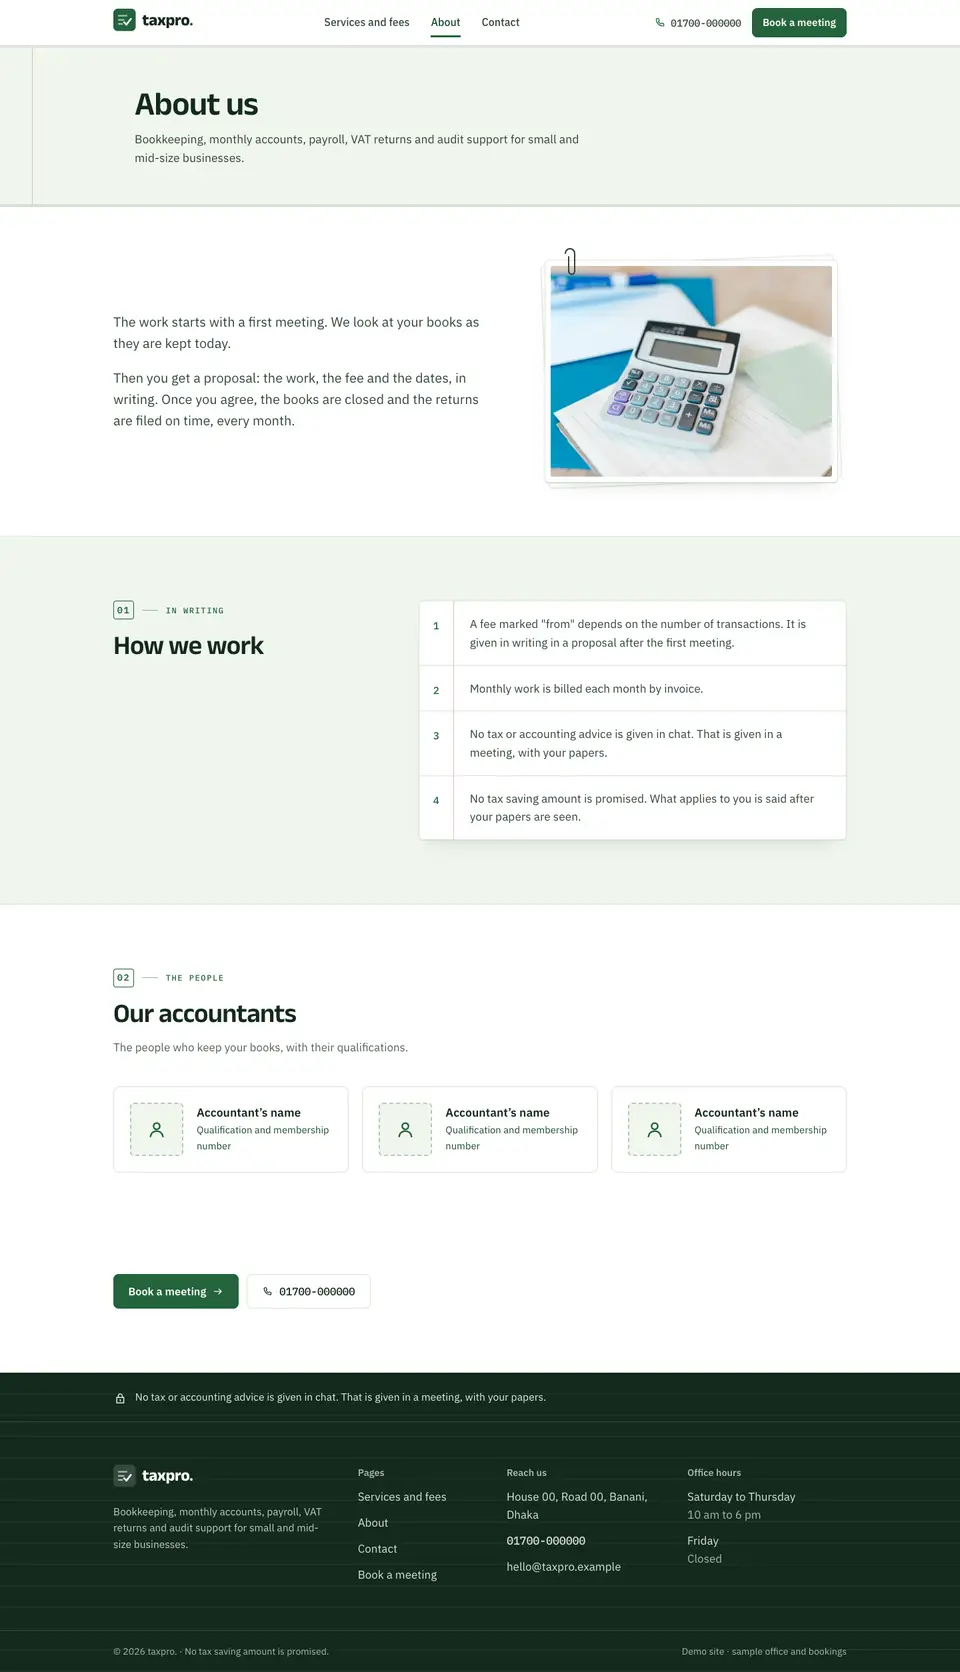 taxpro.
Services and fees
About
Contact
01700-000000
Book a meeting
About us
Bookkeeping, monthly accounts, payroll, VAT returns and audit support for small and
mid-size businesses.
The work starts with a first meeting. We look at your books as
they are kept today.
Then you get a proposal: the work, the fee and the dates, in
writing. Once you agree, the books are closed and the returns
are filed on time, every month.
01
IN WRITING
How we work
1
A fee marked "from" depends on the number of transactions. It is
given in writing in a proposal after the first meeting.
2
Monthly work is billed each month by invoice.
3
No tax or accounting advice is given in chat. That is given in a
meeting, with your papers.
4
No tax saving amount is promised. What applies to you is said after
your papers are seen.
02
THE PEOPLE
Our accountants
The people who keep your books, with their qualifications.
Accountant’s name
Qualification and membership
number
Accountant’s name
Qualification and membership
number
Accountant’s name
Qualification and membership
number
Book a meeting
01700-000000
No tax or accounting advice is given in chat. That is given in a meeting, with your papers.
taxpro.
Bookkeeping, monthly accounts, payroll, VAT
returns and audit support for small and mid-
size businesses.
Pages
Services and fees
About
Contact
Book a meeting
Reach us
House 00, Road 00, Banani,
Dhaka
01700-000000
hello@taxpro.example
Office hours
Saturday to Thursday
10 am to 6 pm
Friday
Closed
© 2026 taxpro. · No tax saving amount is promised.
Demo site · sample office and bookings